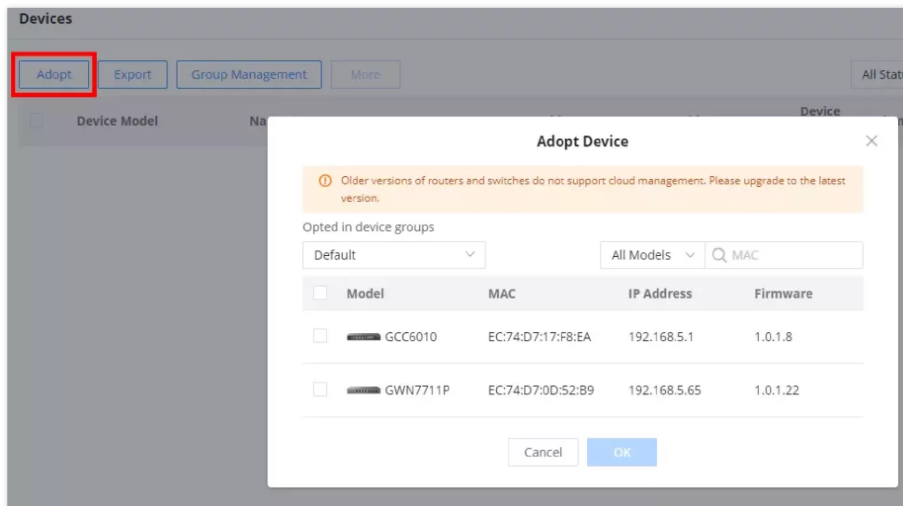 Devices
Adopt
Export
Group Management
More
All Stat
Device Model
Na
Device
Adopt Device
Older versions of routers and switches do not support cloud management. Please upgrade to the latest
version.
Opted in device groups
Default
All Models
MAC
Model MAC IP Address Firmware
GCC6010 EC:74:D7:17:F8:EA 192.168.5.1 1.0.1.8
GWN7711P EC:74:D7:0D:52:B9 192.168.5.65 1.0.1.22
Cancel
OK